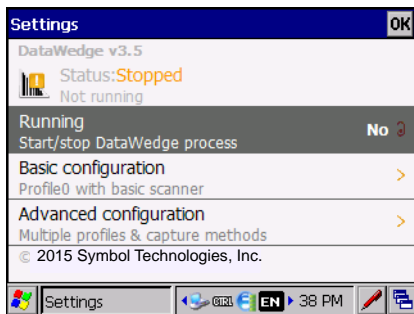 Settings OK
DataWedge v3.5
Status:Stopped
Not running
Running
Start/stop DataWedge process
No
Basic configuration
Profile0 with basic scanner
>
Advanced configuration
Multiple profiles & capture methods
>
© 2015 Symbol Technologies, Inc.
Settings CTRL EN 38 PM